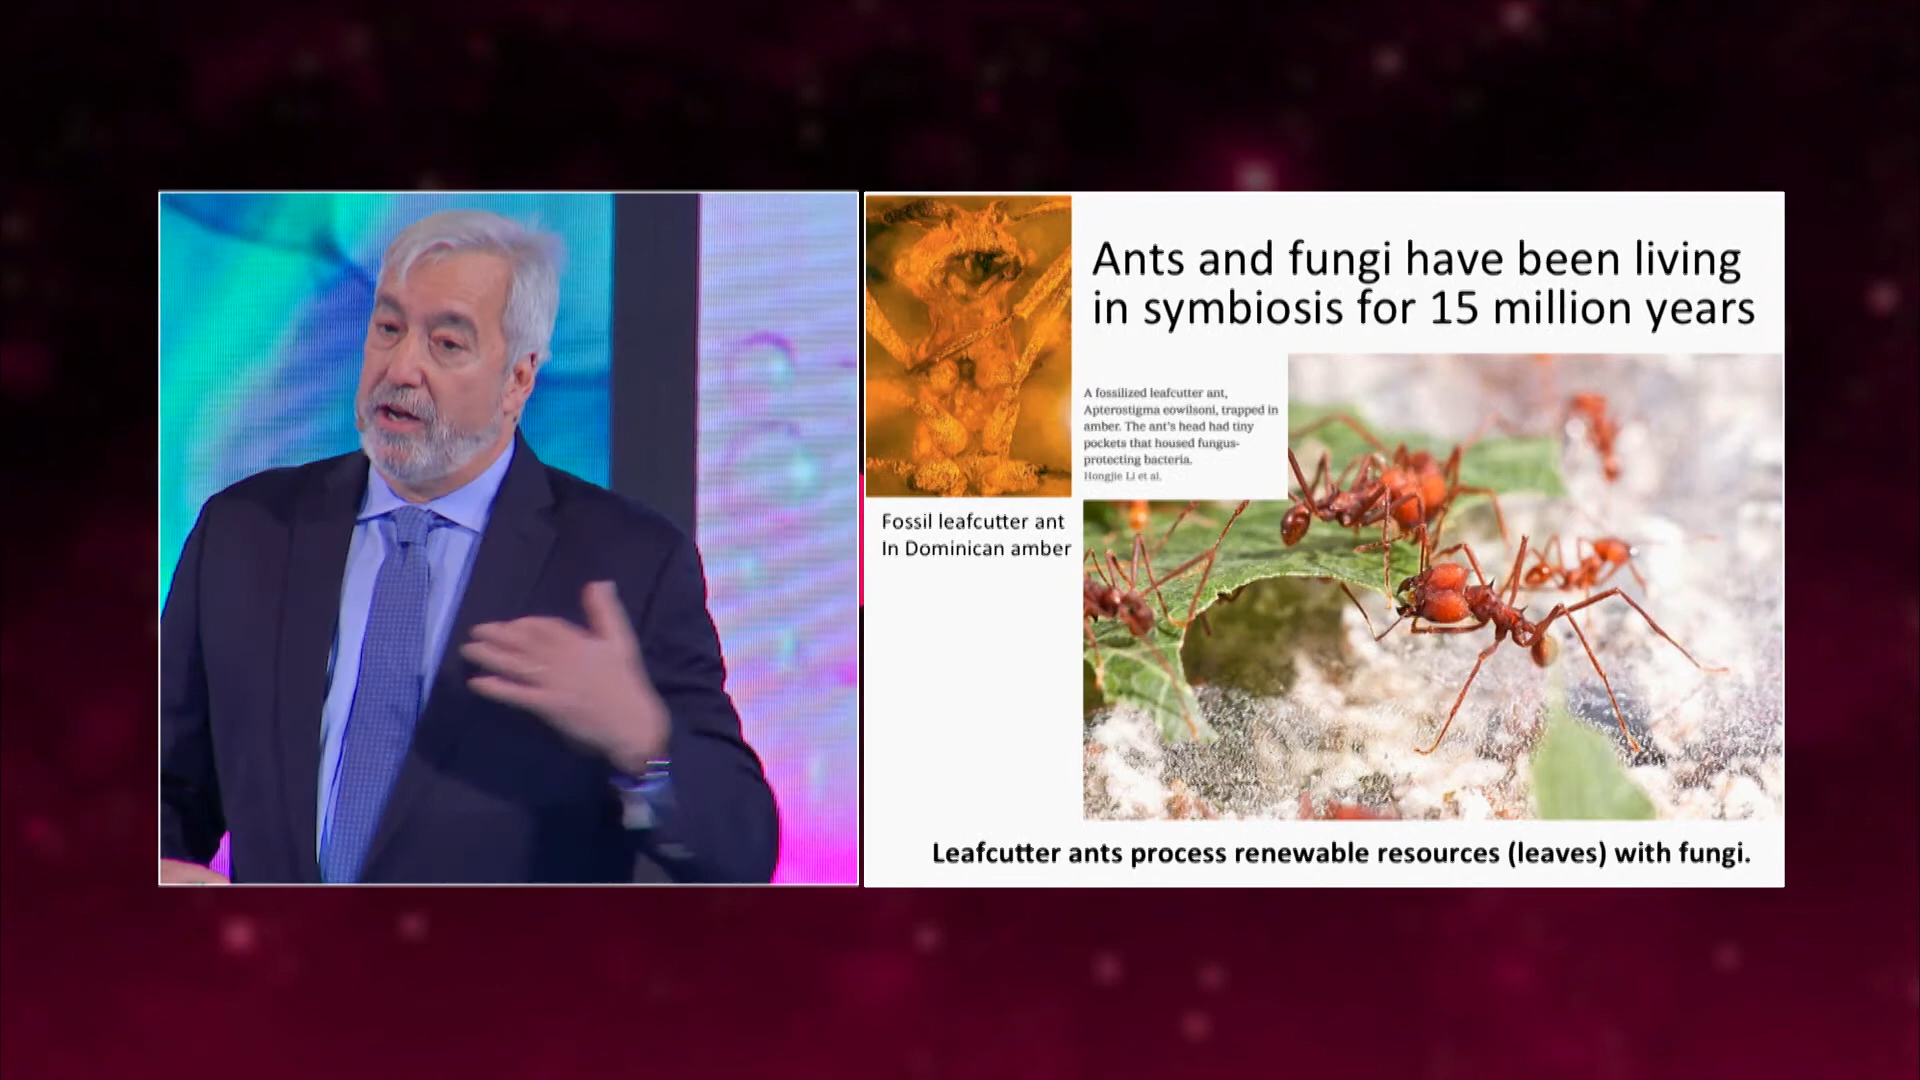 Ants and fungi have been living
in symbiosis for 15 million years
A fossilized leafcutter ant,
Apterostigma eowilsoni, trapped in
amber. The ant's head had tiny
pockets that housed fungus-
protecting bacteria.
Hongjie Li et al.
Fossil leafcutter ant
In Dominican amber
Leafcutter ants process renewable resources (leaves) with fungi.